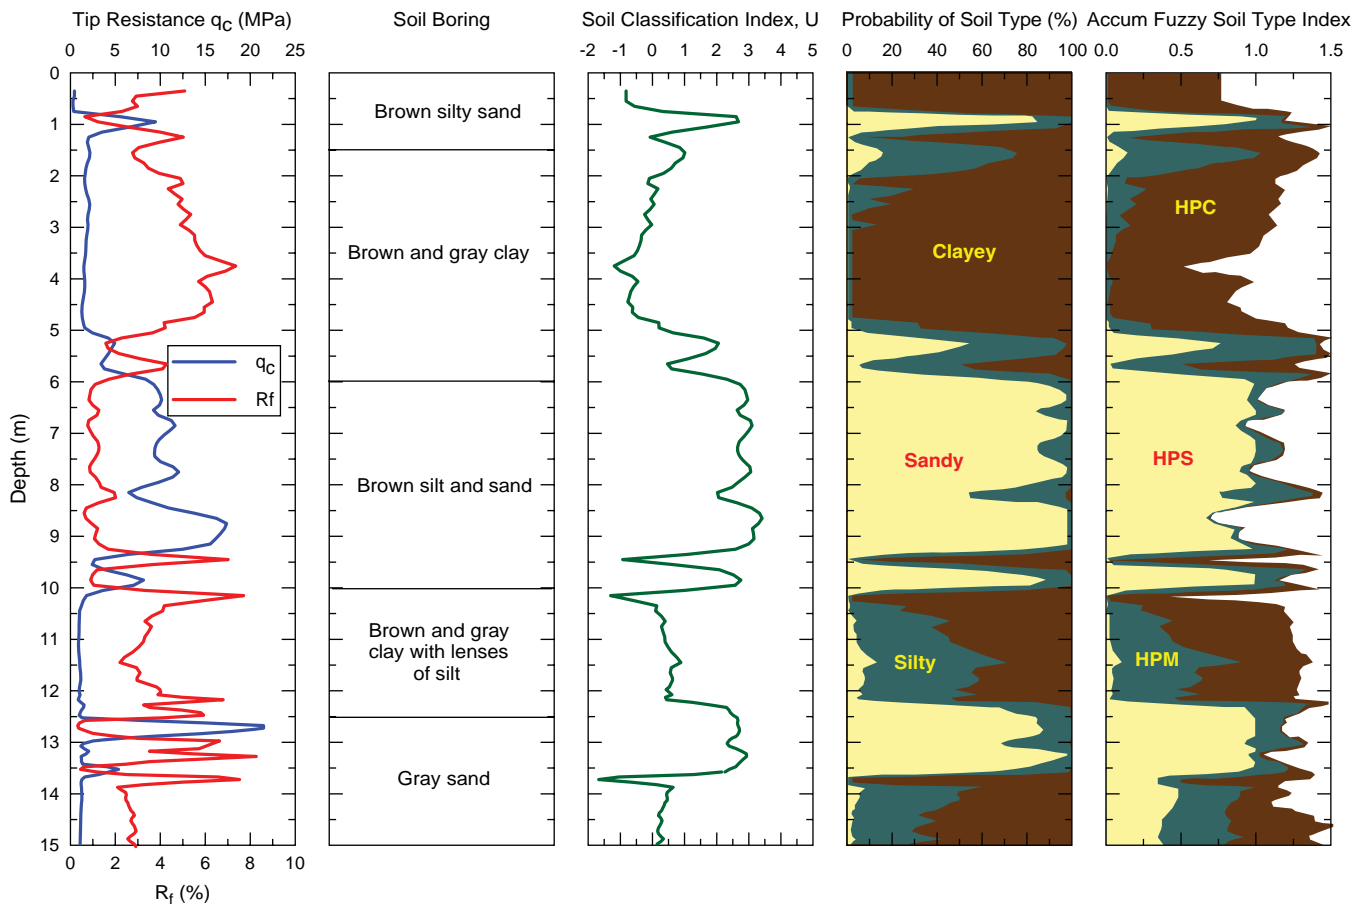 Tip Resistance qC (MPa)
0 5 10 15 20 25
Soil Boring
Soil Classification Index, U
-2 -1 0 1 2 3 4 5
Probability of Soil Type (%)
0 20 40 60 80 100
Accum Fuzzy Soil Type Index
0.0 0.5 1.0 1.5
Depth (m)
0
1
2
3
4
5
6
7
8
9
10
11
12
13
14
15
qC
Rf
0 2 4 6 8 10
Rf (%)
Brown silty sand
Brown and gray clay
Brown silt and sand
Brown and gray
clay with lenses
of silt
Gray sand
Clayey
Sandy
Silty
HPC
HPS
HPM